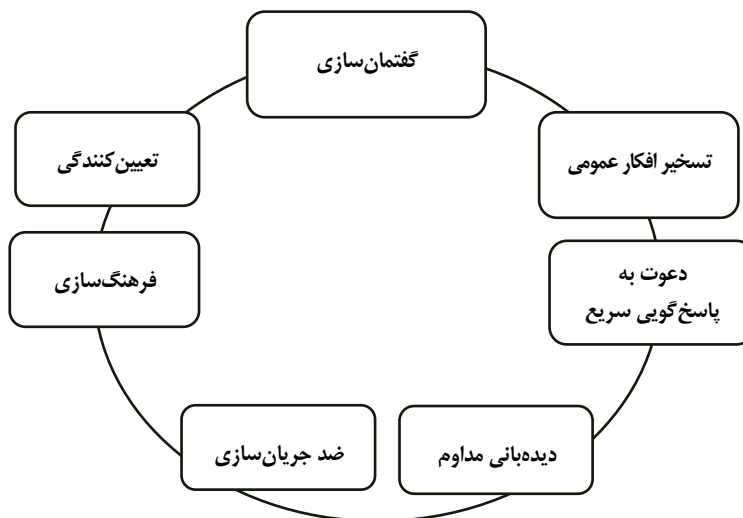 گفتمان‌سازی
تسخیر افکار عمومی
تعیین‌کنندگی
دعوت به
پاسخ‌گویی سریع
فرهنگ‌سازی
دیده‌بانی مداوم
ضد جریان‌سازی